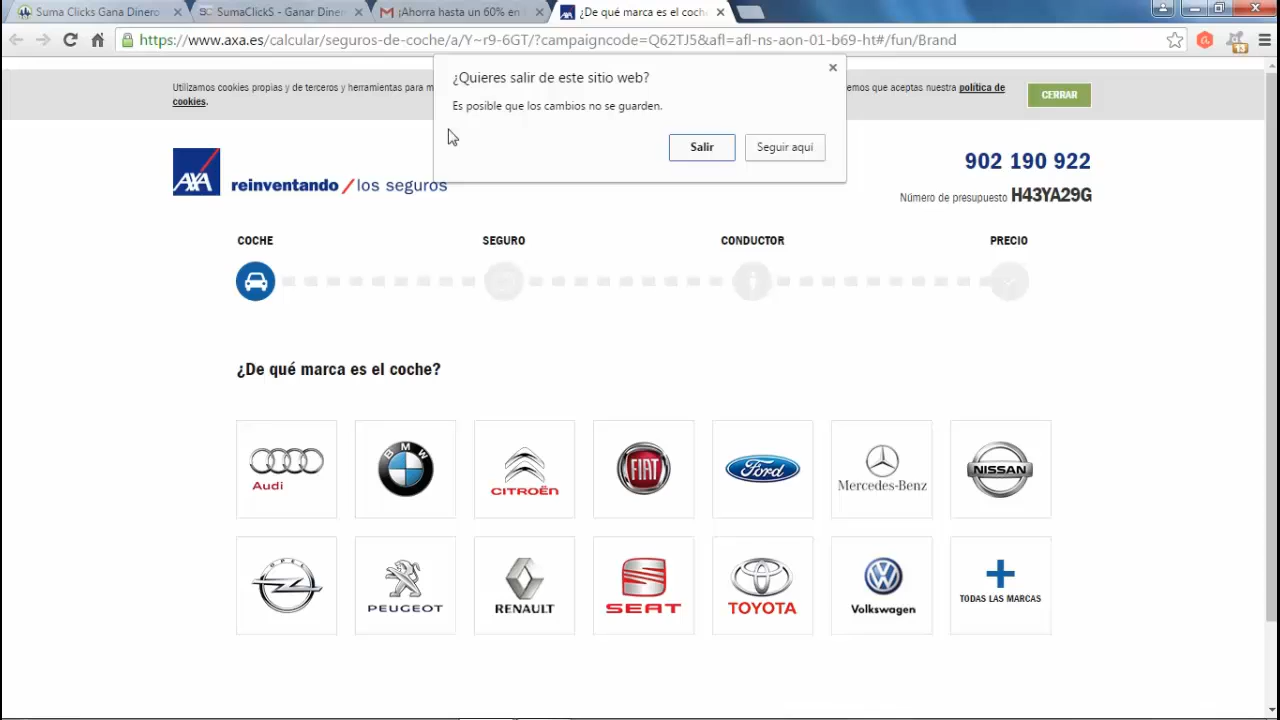 Suma Clicks Gana Dinero
SumaClickS - Ganar Dinero
¡Ahorra hasta un 60% en
¿De qué marca es el coch
https://www.axa.es/calcular/seguros-de-coche/a/Y~r9-6GT/?campaigncode=Q62TJ5&afl=afl-ns-aon-01-b69-ht#/fun/Brand
13
¿Quieres salir de este sitio web?
Es posible que los cambios no se guarden.
Salir
Seguir aquí
Utilizamos cookies propias y de terceros y herramientas para m
emos que aceptas nuestra política de
cookies.
CERRAR
AXA
reinventando / los seguros
902 190 922
Número de presupuesto H43YA29G
COCHE
SEGURO
CONDUCTOR
PRECIO
¿De qué marca es el coche?
Audi
BMW
CITROËN
FIAT
Ford
Mercedes-Benz
NISSAN
OPEL
PEUGEOT
RENAULT
SEAT
TOYOTA
Volkswagen
TODAS LAS MARCAS